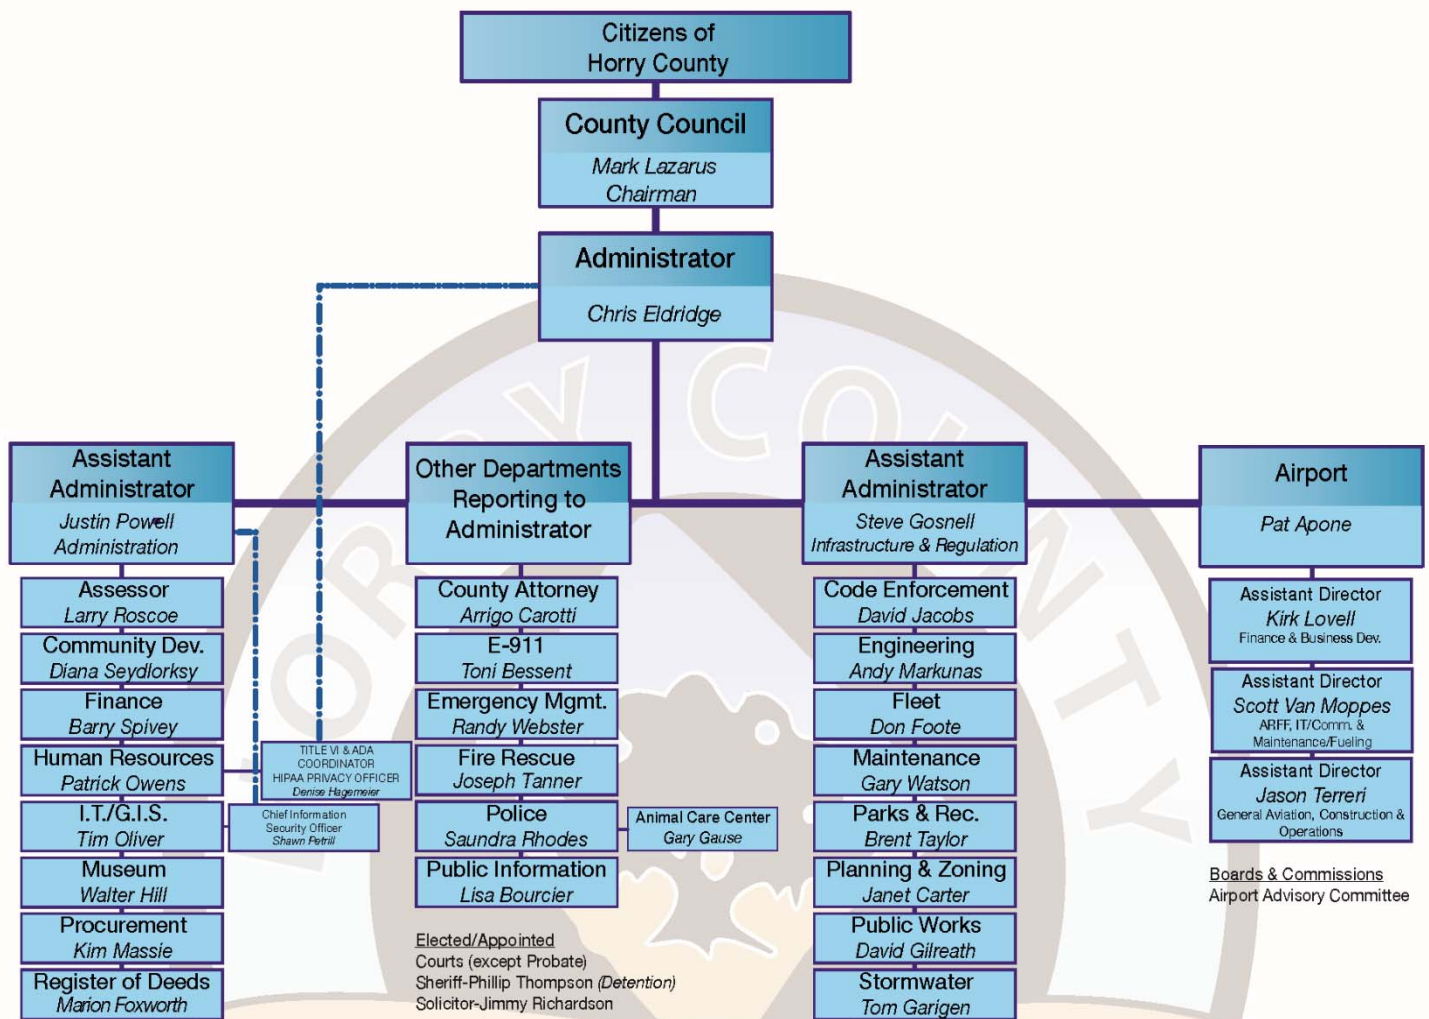 Citizens of
Horry County
County Council
Mark Lazarus
Chairman
Administrator
Chris Eldridge
Assistant
Administrator
Justin Powell
Administration
Assessor
Larry Roscoe
Community Dev.
Diana Seydlorksy
Finance
Barry Spivey
Human Resources
Patrick Owens
TITLE VI & ADA
COORDINATOR
HIPAA PRIVACY OFFICER
Denise Hagemeier
I.T./G.I.S.
Tim Oliver
Chief Information
Security Officer
Shawn Petrill
Museum
Walter Hill
Procurement
Kim Massie
Register of Deeds
Marion Foxworth
Other Departments
Reporting to
Administrator
County Attorney
Arrigo Carotti
E-911
Toni Bessent
Emergency Mgmt.
Randy Webster
Fire Rescue
Joseph Tanner
Police
Saundra Rhodes
Animal Care Center
Gary Gause
Public Information
Lisa Bourcier
Elected/Appointed
Courts (except Probate)
Sheriff-Phillip Thompson (Detention)
Solicitor-Jimmy Richardson
Assistant
Administrator
Steve Gosnell
Infrastructure & Regulation
Code Enforcement
David Jacobs
Engineering
Andy Markunas
Fleet
Don Foote
Maintenance
Gary Watson
Parks & Rec.
Brent Taylor
Planning & Zoning
Janet Carter
Public Works
David Gilreath
Stormwater
Tom Garigen
Airport
Pat Apone
Assistant Director
Kirk Lovell
Finance & Business Dev.
Assistant Director
Scott Van Moppes
ARFF, IT/Comm. &
Maintenance/Fueling
Assistant Director
Jason Terreri
General Aviation, Construction &
Operations
Boards & Commissions
Airport Advisory Committee
HORRY COUNTY